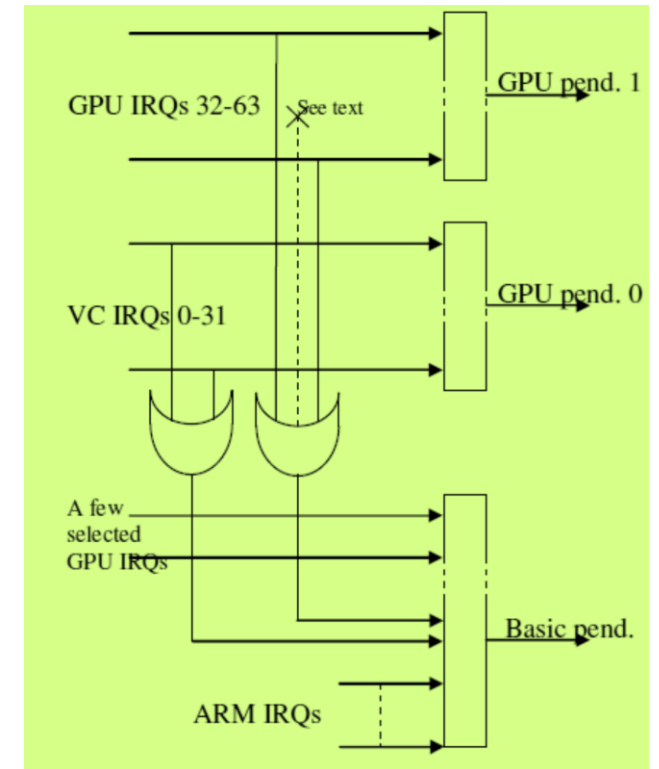 GPU pend. 1
GPU IRQs 32-63
See text
GPU pend. 0
VC IRQs 0-31
A few
selected
GPU IRQs
Basic pend.
ARM IRQs